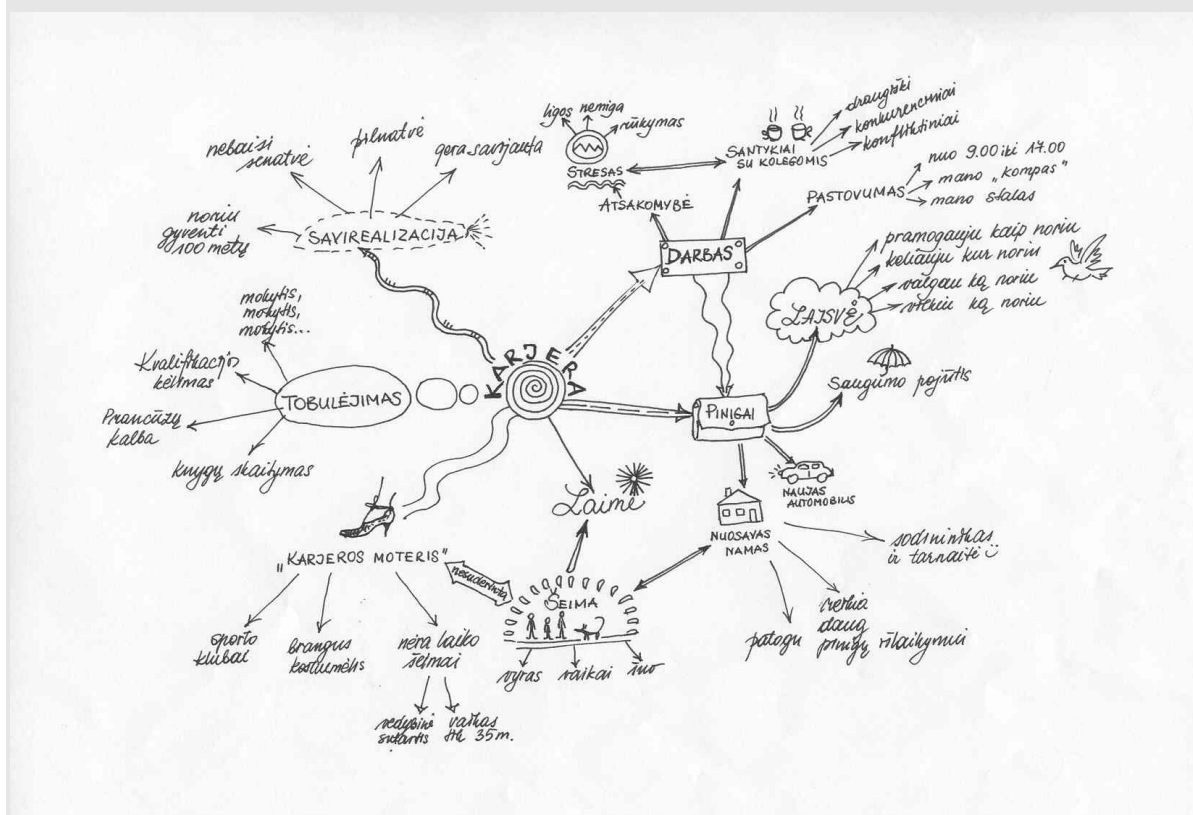 KARJERA
DARBAS
ATSAKOMYBĖ
STRESAS
ligos
nemiga
rūkymas
SANTYKIAI
SU KOLEGOMIS
draugiški
konkurenciniai
konfliktiniai
PASTOVUMAS
nuo 9.00 iki 17.00
mano „kompas"
mano stalas
PINIGAI
LAISVĖ
pramogauju kaip noriu
keliauju kur noriu
valgau ką noriu
veikiu ką noriu
Saugumo pojūtis
NAUJAS
AUTOMOBILIS
NUOSAVAS
NAMAS
sodininkas
ir tarnaitė
reikia
daug
pinigų išlaikymui
patogu
Laimė
ŠEIMA
vyras
vaikai
šuo
nesuderinta
„KARJEROS MOTERIS"
sporto
klubai
brangus
kostiumėlis
nėra laiko
šeimai
vedybinė
sutartis
vaikas
tik 35 m.
TOBULĖJIMAS
mokytis,
mokytis,
mokytis...
Kvalifikacijos
kėlimas
Prancūzų
kalba
knygų skaitymas
SAVIREALIZACIJA
noriu
gyventi
100 metų
nebaisi
senatvė
pilnatvė
gera savijauta